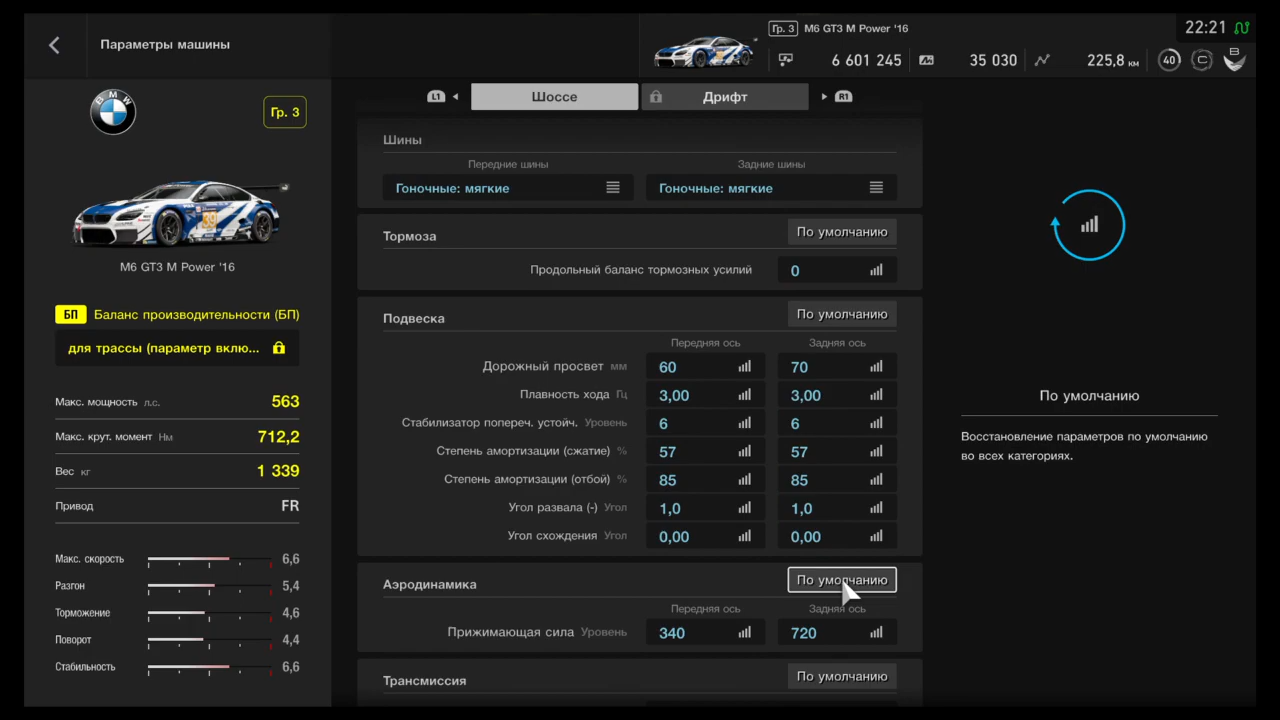 Параметры машины
Гр. 3 M6 GT3 M Power '16
6 601 245 35 030 225,8 км 40 C B
22:21
BMW
Гр. 3
M6 GT3 M Power '16
БП Баланс производительности (БП)
для трассы (параметр вклю...
Макс. мощность л.с. 563
Макс. крут. момент Нм 712,2
Вес кг 1 339
Привод FR
Макс. скорость 6,6
Разгон 5,4
Торможение 4,6
Поворот 4,4
Стабильность 6,6
L1 Шоссе Дрифт R1
Шины
Передние шины Задние шины
Гоночные: мягкие Гоночные: мягкие
Тормоза По умолчанию
Продольный баланс тормозных усилий 0
Подвеска По умолчанию
Передняя ось Задняя ось
Дорожный просвет мм 60 70
Плавность хода Гц 3,00 3,00
Стабилизатор попереч. устойч. Уровень 6 6
Степень амортизации (сжатие) % 57 57
Степень амортизации (отбой) % 85 85
Угол развала (-) Угол 1,0 1,0
Угол схождения Угол 0,00 0,00
Аэродинамика По умолчанию
Передняя ось Задняя ось
Прижимающая сила Уровень 340 720
Трансмиссия По умолчанию
По умолчанию
Восстановление параметров по умолчанию
во всех категориях.